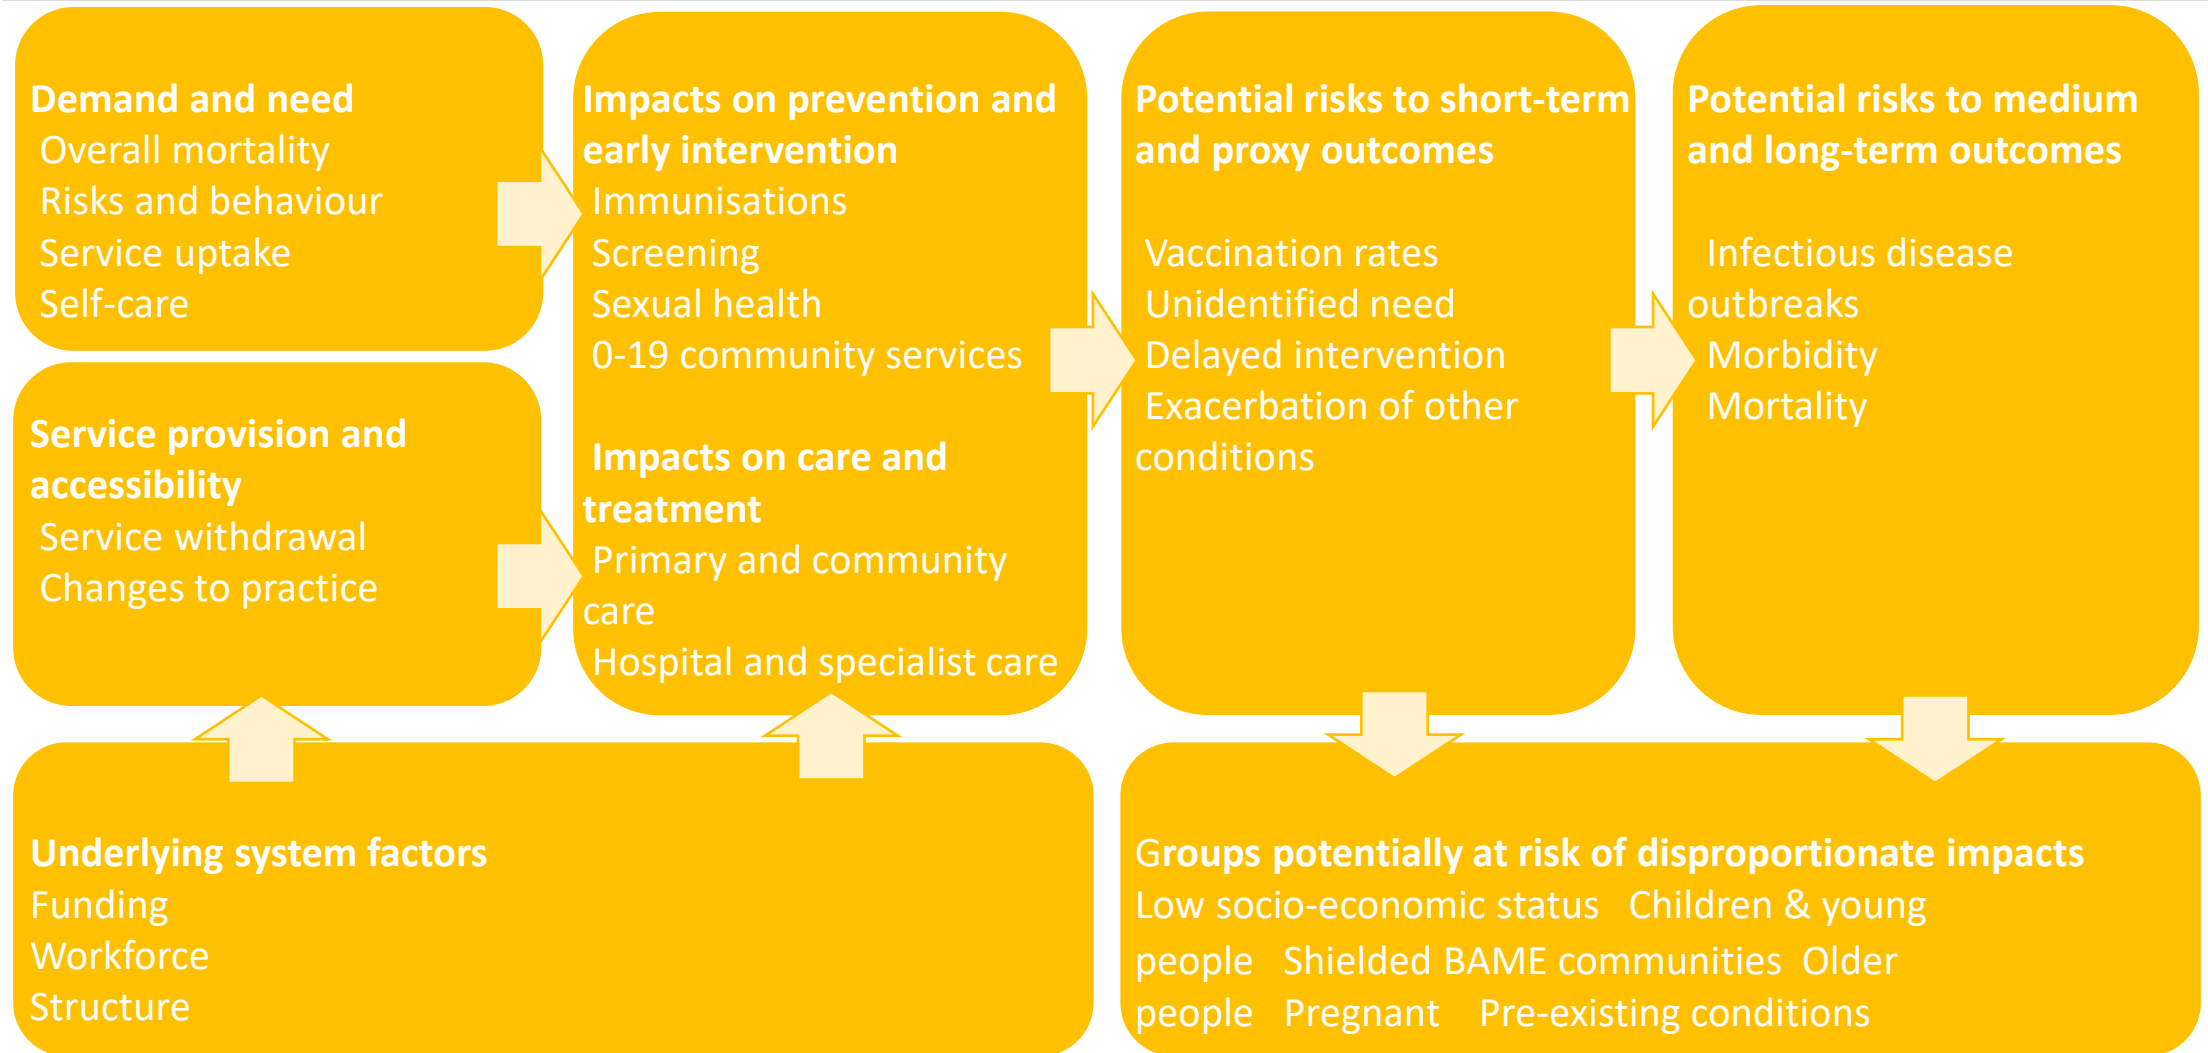 Demand and need
Overall mortality
Risks and behaviour
Service uptake
Self-care
Service provision and
accessibility
Service withdrawal
Changes to practice
Impacts on prevention and
early intervention
Immunisations
Screening
Sexual health
0-19 community services
Impacts on care and
treatment
Primary and community
care
Hospital and specialist care
Potential risks to short-term
and proxy outcomes
Vaccination rates
Unidentified need
Delayed intervention
Exacerbation of other
conditions
Potential risks to medium
and long-term outcomes
Infectious disease
outbreaks
Morbidity
Mortality
Underlying system factors
Funding
Workforce
Structure
Groups potentially at risk of disproportionate impacts
Low socio-economic status Children & young
people Shielded BAME communities Older
people Pregnant Pre-existing conditions